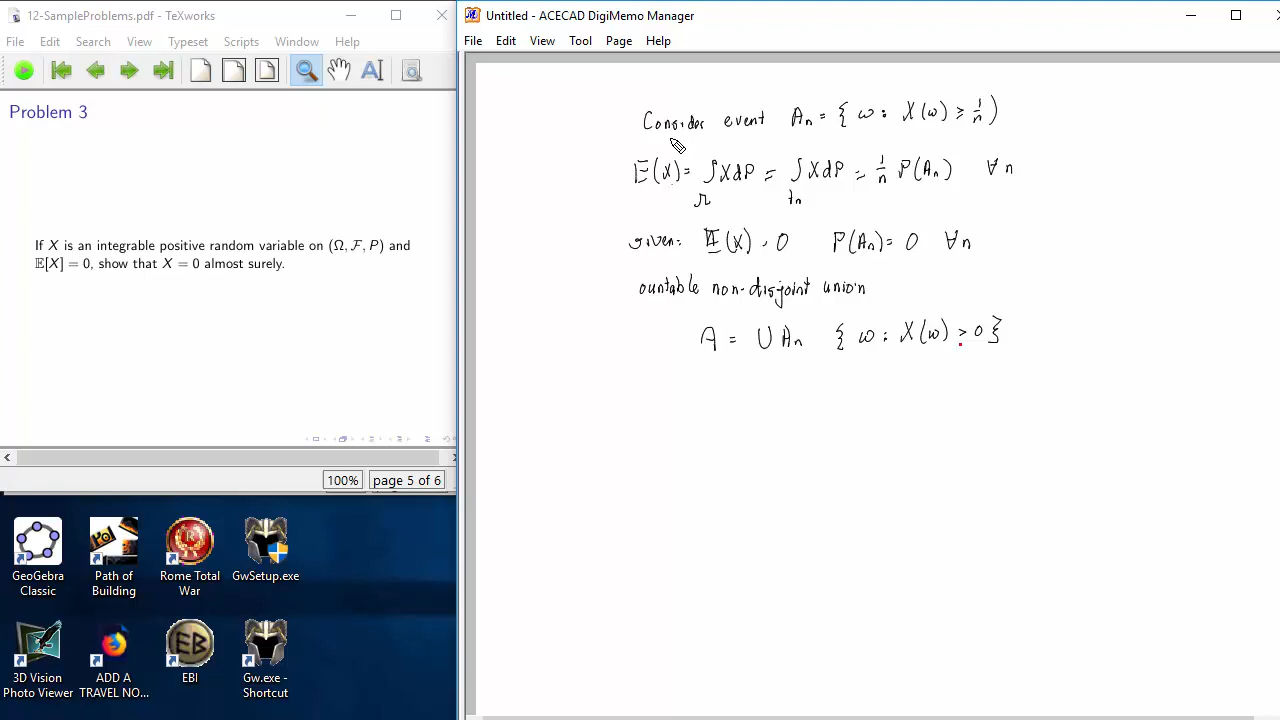 12-SampleProblems.pdf - TeXworks
File Edit Search View Typeset Scripts Window Help
Problem 3
If X is an integrable positive random variable on (Ω, F, P) and
𝔼[X] = 0, show that X = 0 almost surely.
100% page 5 of 6
GeoGebra Classic
Path of Building
Rome Total War
GwSetup.exe
3D Vision Photo Viewer
ADD A TRAVEL NO...
EBI
Gw.exe - Shortcut
Untitled - ACECAD DigiMemo Manager
File Edit View Tool Page Help
Consider event An = { ω : X(ω) ≥ 1/n )
E(X) = ∫ X dP = ∫ X dP = 1/n P(An) ∀ n
Ω An
given: E(X) = 0 P(An) = 0 ∀n
ountable non-disjoint union
A = ∪ An { ω : X(ω) > 0 }